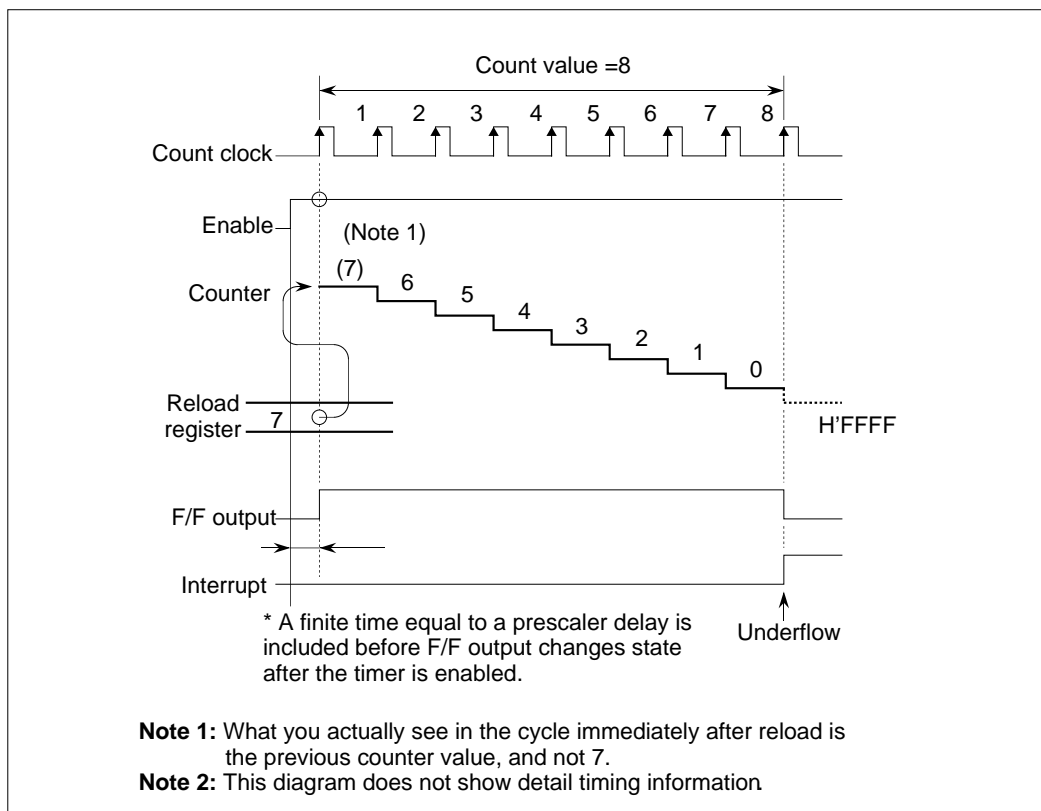 Count value =8
1 2 3 4 5 6 7 8
Count clock
Enable
(Note 1)
(7) 6 5 4 3 2 1 0
Counter
Reload
register
7
H'FFFF
F/F output
Interrupt
* A finite time equal to a prescaler delay is
included before F/F output changes state
after the timer is enabled.
Underflow
Note 1: What you actually see in the cycle immediately after reload is
the previous counter value, and not 7.
Note 2: This diagram does not show detail timing information.